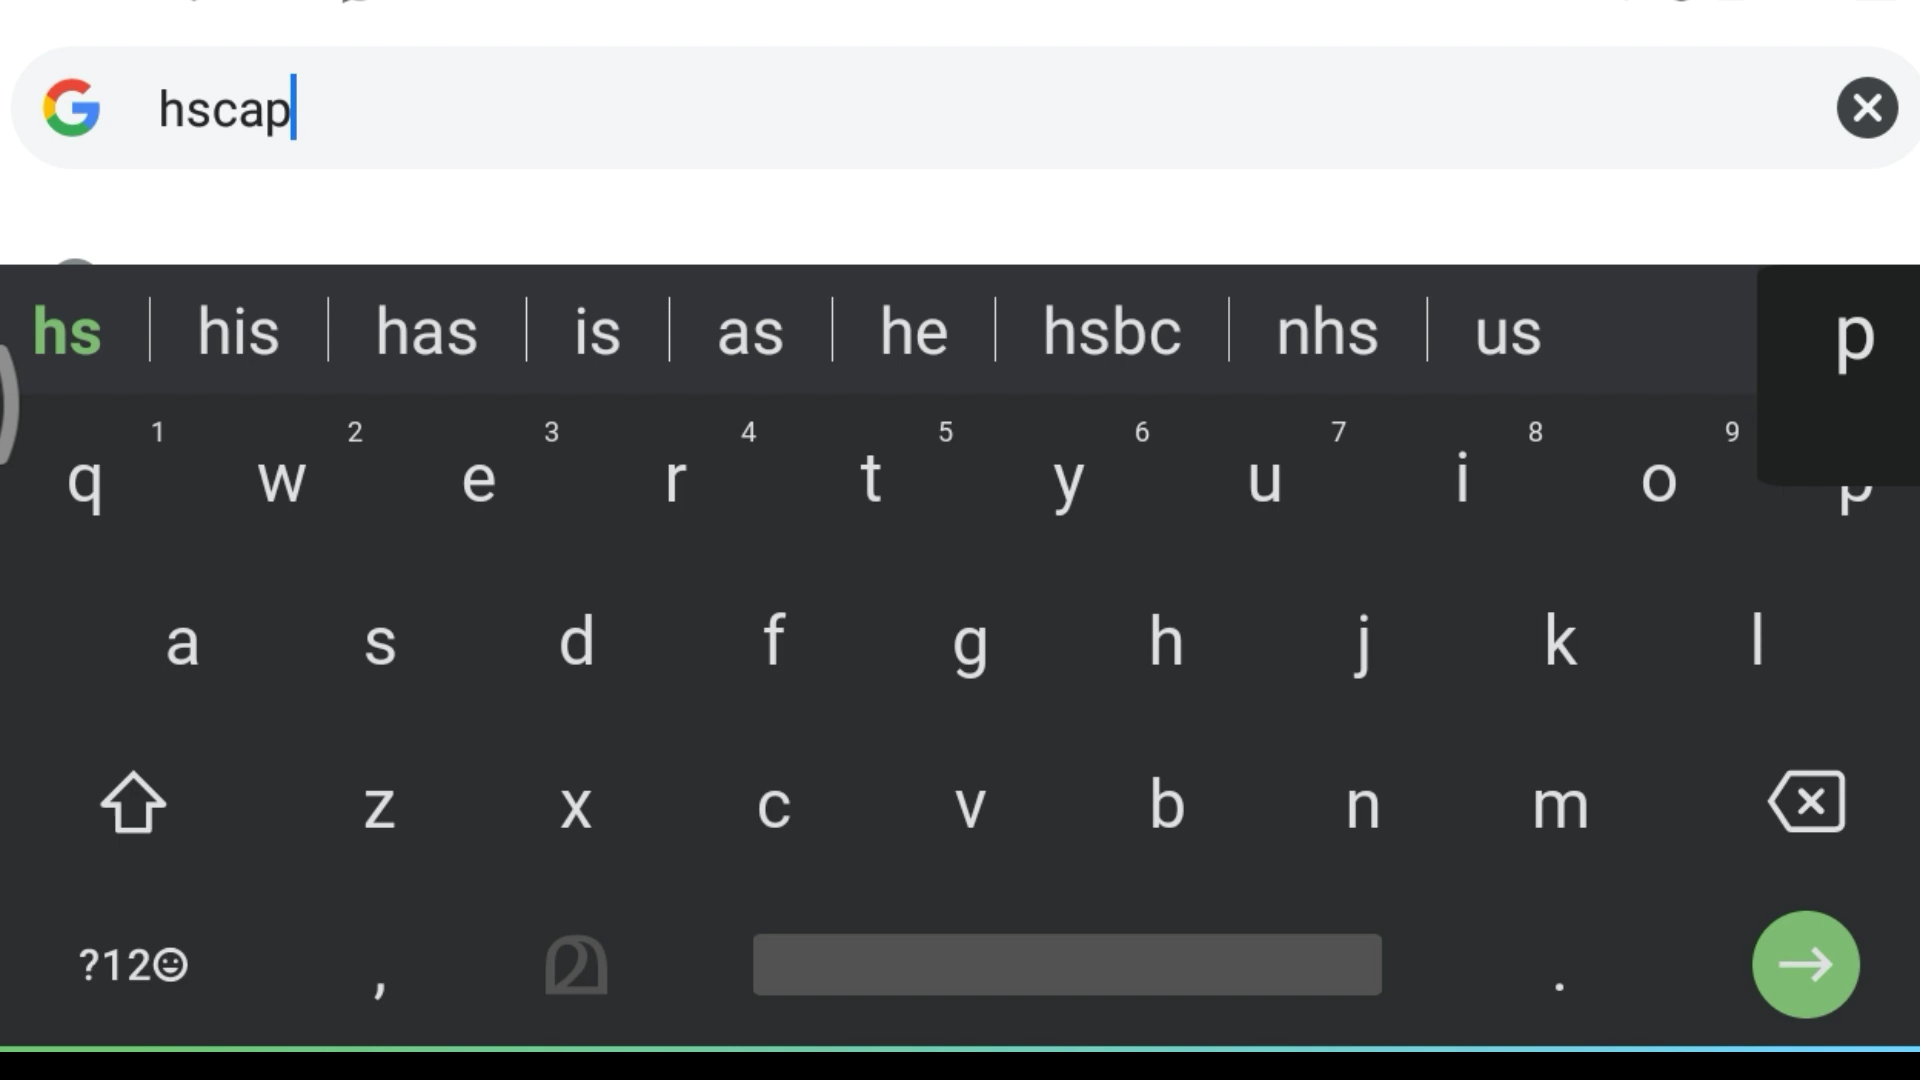 hscap
hs his has is as he hsbc nhs us p
1 2 3 4 5 6 7 8 9
q w e r t y u i o p
a s d f g h j k l
z x c v b n m
?12 , മ .